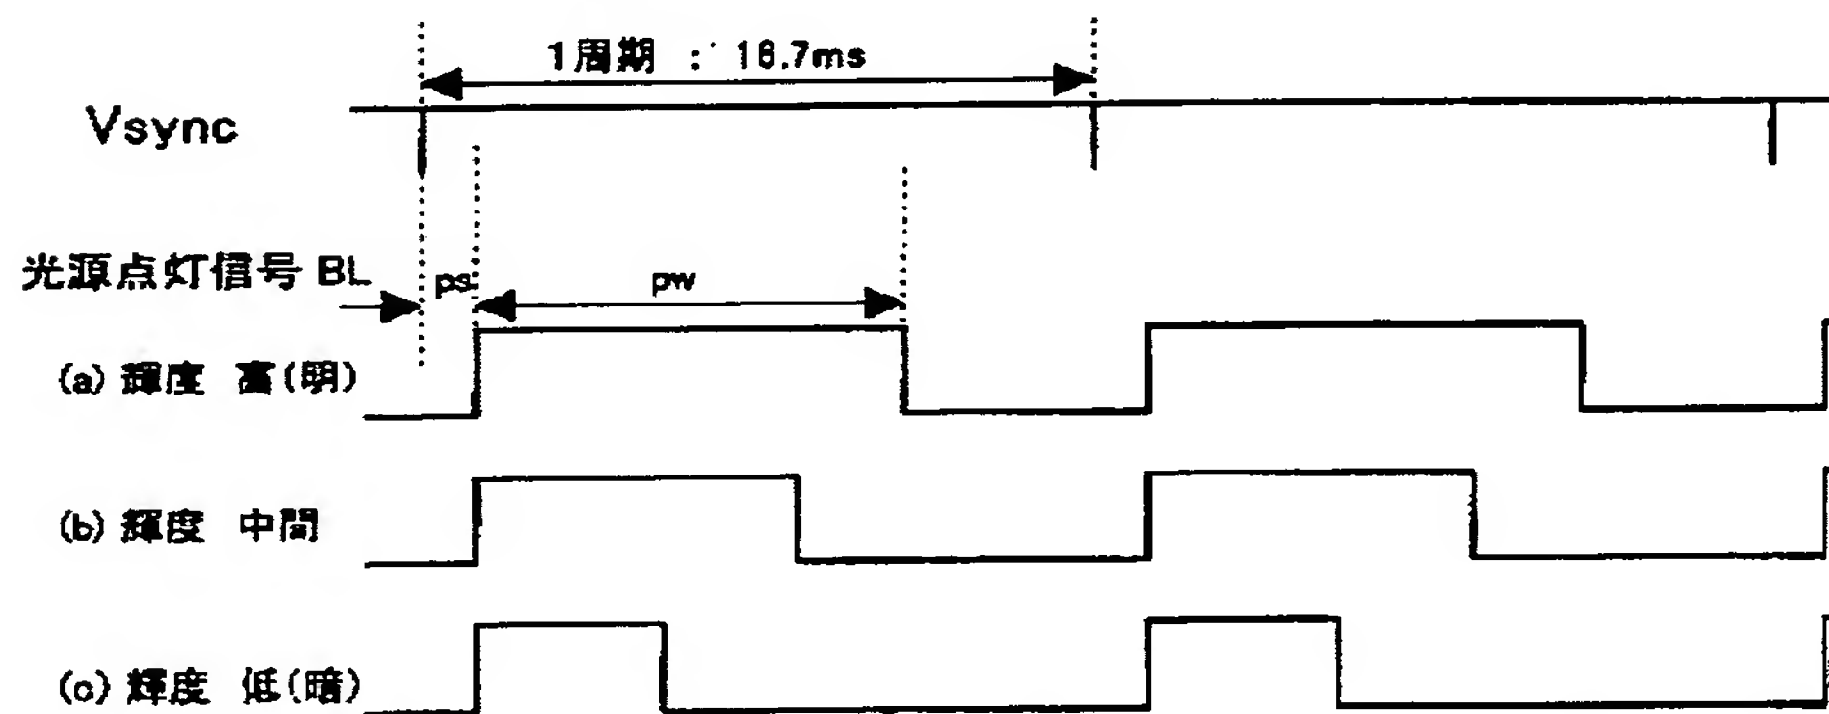 1周期 : 16.7ms
Vsync
光源点灯信号 BL
ps
pw
(a) 輝度 高(明)
(b) 輝度 中間
(c) 輝度 低(暗)